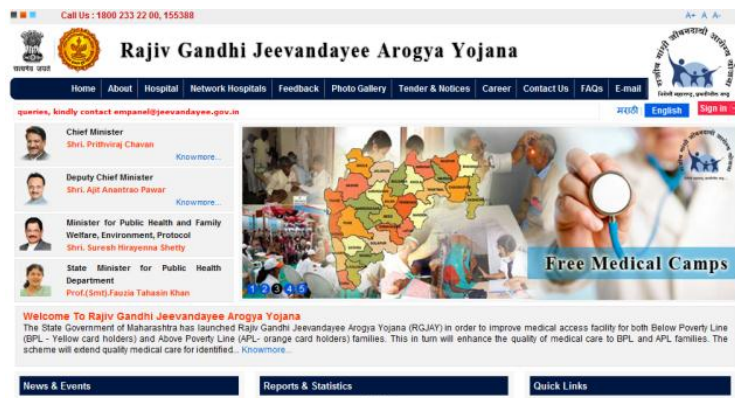 Call Us : 1800 233 22 00, 155388
A+ A A-
Rajiv Gandhi Jeevandayee Arogya Yojana
Home About Hospital Network Hospitals Feedback Photo Gallery Tender & Notices Career Contact Us FAQs E-mail
queries, kindly contact empanel@jeevandayee.gov.in
मराठी English Sign In
Chief Minister
Shri. Prithviraj Chavan
Knowmore...
Deputy Chief Minister
Shri. Ajit Anantrao Pawar
Knowmore...
Minister for Public Health and Family
Welfare, Environment, Protocol
Shri. Suresh Hirayenna Shetty
State Minister for Public Health
Department
Prof.(Smt).Fauzia Tahasin Khan
1 2 3 4 5
Free Medical Camps
Welcome To Rajiv Gandhi Jeevandayee Arogya Yojana
The State Government of Maharashtra has launched Rajiv Gandhi Jeevandayee Arogya Yojana (RGJAY) in order to improve medical access facility for both Below Poverty Line
(BPL - Yellow card holders) and Above Poverty Line (APL- orange card holders) families. This in turn will enhance the quality of medical care to BPL and APL families. The
scheme will extend quality medical care for identified... Knowmore...
News & Events
Reports & Statistics
Quick Links